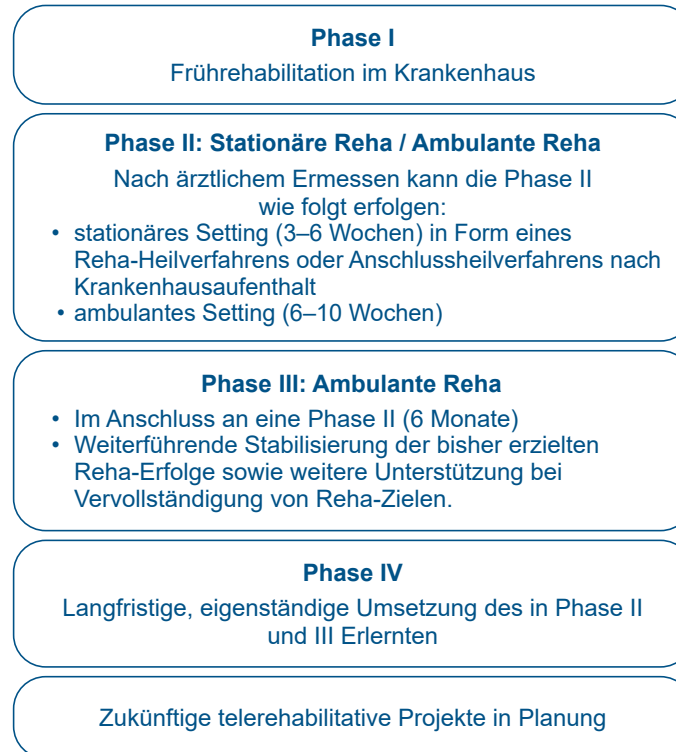 Phase I
Frührehabilitation im Krankenhaus
Phase II: Stationäre Reha / Ambulante Reha
Nach ärztlichem Ermessen kann die Phase II
wie folgt erfolgen:
• stationäres Setting (3–6 Wochen) in Form eines
Reha-Heilverfahrens oder Anschlussheilverfahrens nach
Krankenhausaufenthalt
• ambulantes Setting (6–10 Wochen)
Phase III: Ambulante Reha
• Im Anschluss an eine Phase II (6 Monate)
• Weiterführende Stabilisierung der bisher erzielten
Reha-Erfolge sowie weitere Unterstützung bei
Vervollständigung von Reha-Zielen.
Phase IV
Langfristige, eigenständige Umsetzung des in Phase II
und III Erlernten
Zukünftige telerehabilitative Projekte in Planung